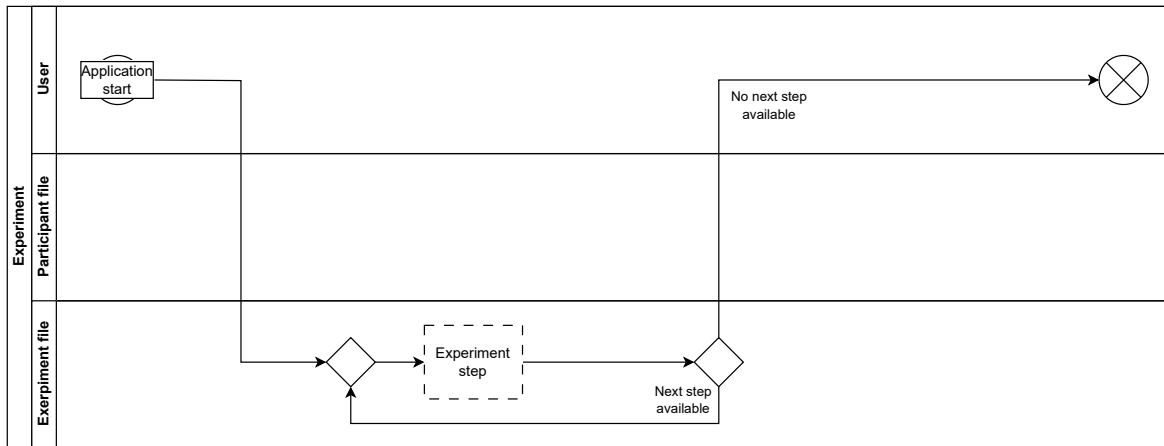 Experiment
User
Application
start
No next step
available
Participant file
Exerpiment file
Experiment
step
Next step
available